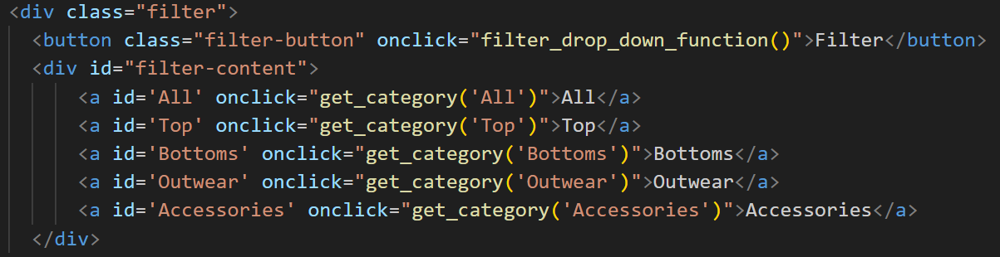 <div class="filter">
<button class="filter-button" onclick="filter_drop_down_function()">Filter</button>
<div id="filter-content">
<a id='All' onclick="get_category('All')">All</a>
<a id='Top' onclick="get_category('Top')">Top</a>
<a id='Bottoms' onclick="get_category('Bottoms')">Bottoms</a>
<a id='Outwear' onclick="get_category('Outwear')">Outwear</a>
<a id='Accessories' onclick="get_category('Accessories')">Accessories</a>
</div>